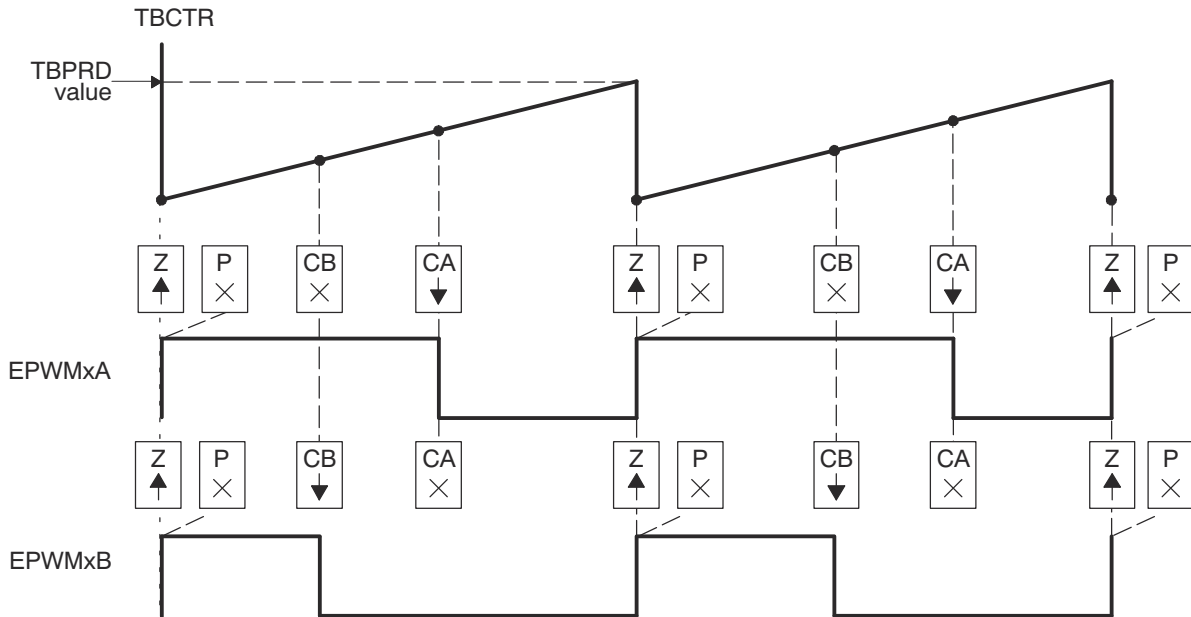 TBCTR
TBPRD
value
Z P CB CA Z P CB CA Z P
EPWMxA
Z P CB CA Z P CB CA Z P
EPWMxB